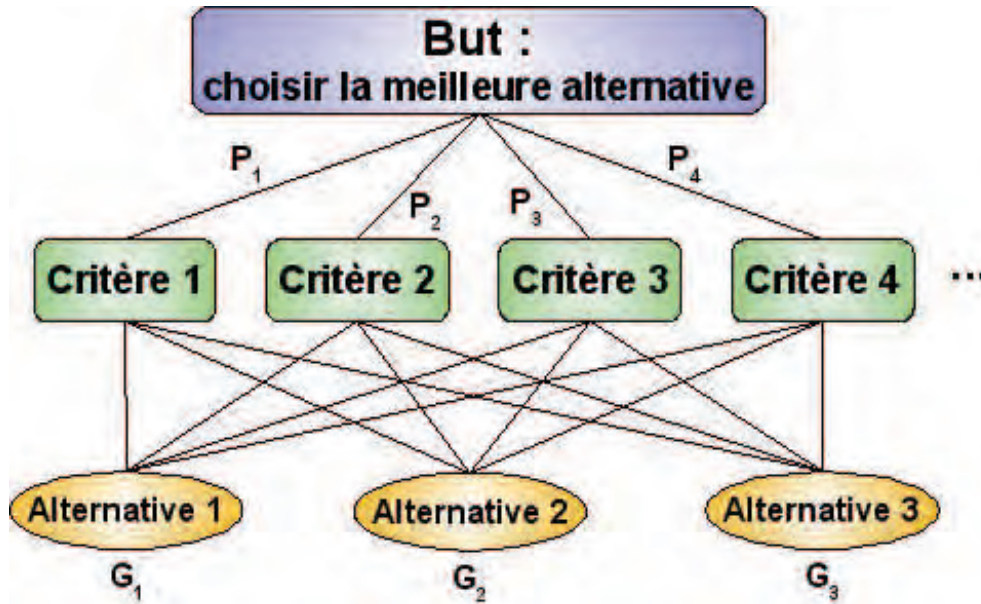 But :
choisir la meilleure alternative
P1
P2
P3
P4
Critère 1
Critère 2
Critère 3
Critère 4
...
Alternative 1
Alternative 2
Alternative 3
G1
G2
G3